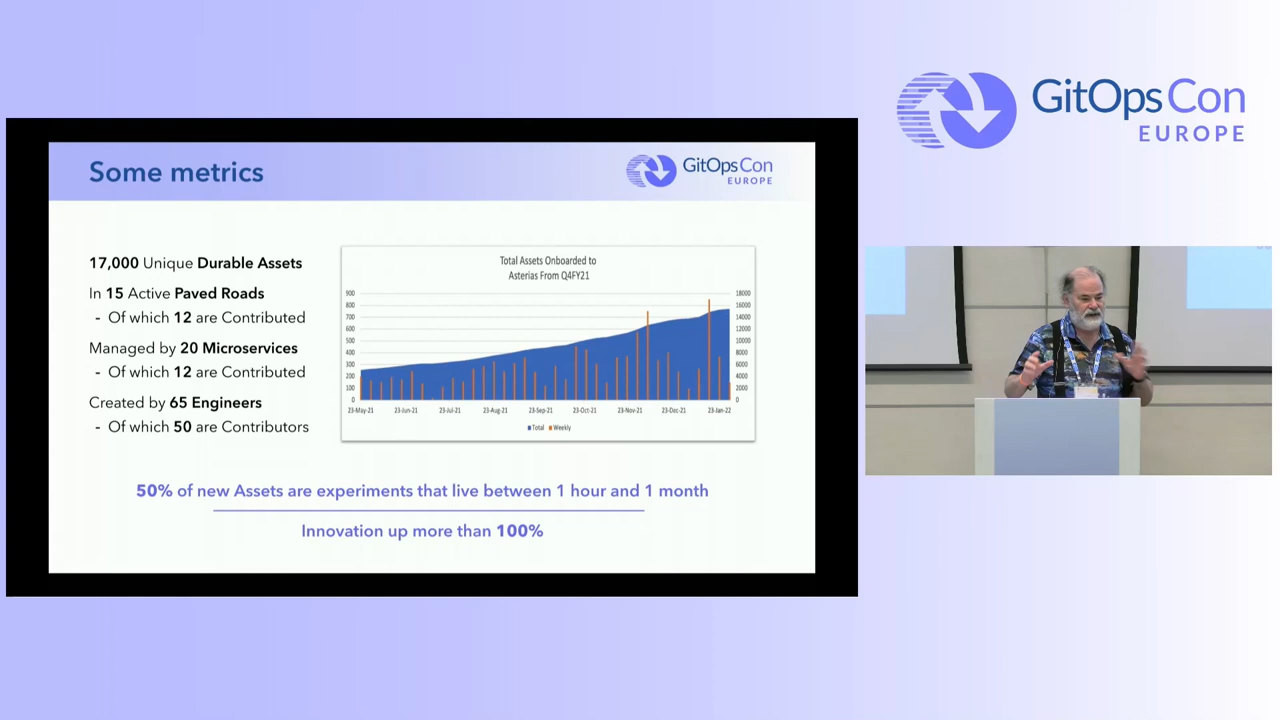 GitOpsCon
EUROPE
Some metrics
GitOpsCon
EUROPE
17,000 Unique Durable Assets
In 15 Active Paved Roads
- Of which 12 are Contributed
Managed by 20 Microservices
- Of which 12 are Contributed
Created by 65 Engineers
- Of which 50 are Contributors
Total Assets Onboarded to
Asterias From Q4FY21
900 18000
800 16000
700 14000
600 12000
500 10000
400 8000
300 6000
200 4000
100 2000
0 0
23-May-21 23-Jun-21 23-Jul-21 23-Aug-21 23-Sep-21 23-Oct-21 23-Nov-21 23-Dec-21 23-Jan-22
Total Weekly
50% of new Assets are experiments that live between 1 hour and 1 month
Innovation up more than 100%